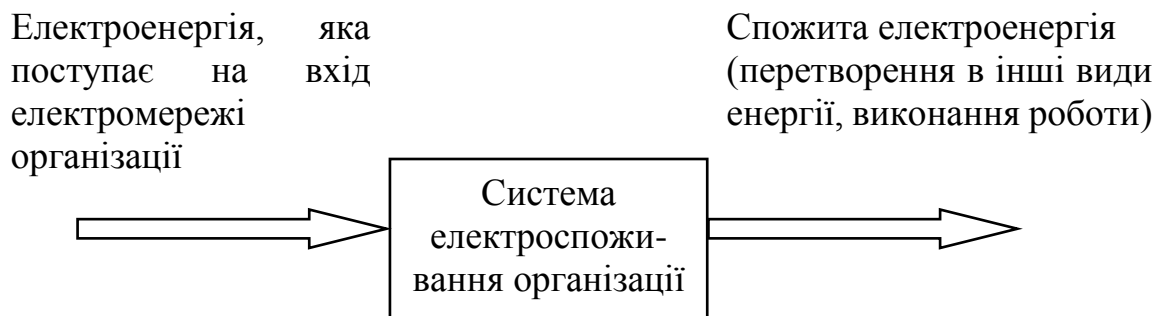 Електроенергія, яка
поступає на вхід
електромережі
організації
Спожита електроенергія
(перетворення в інші види
енергії, виконання роботи)
Система
електроспожи-
вання організації